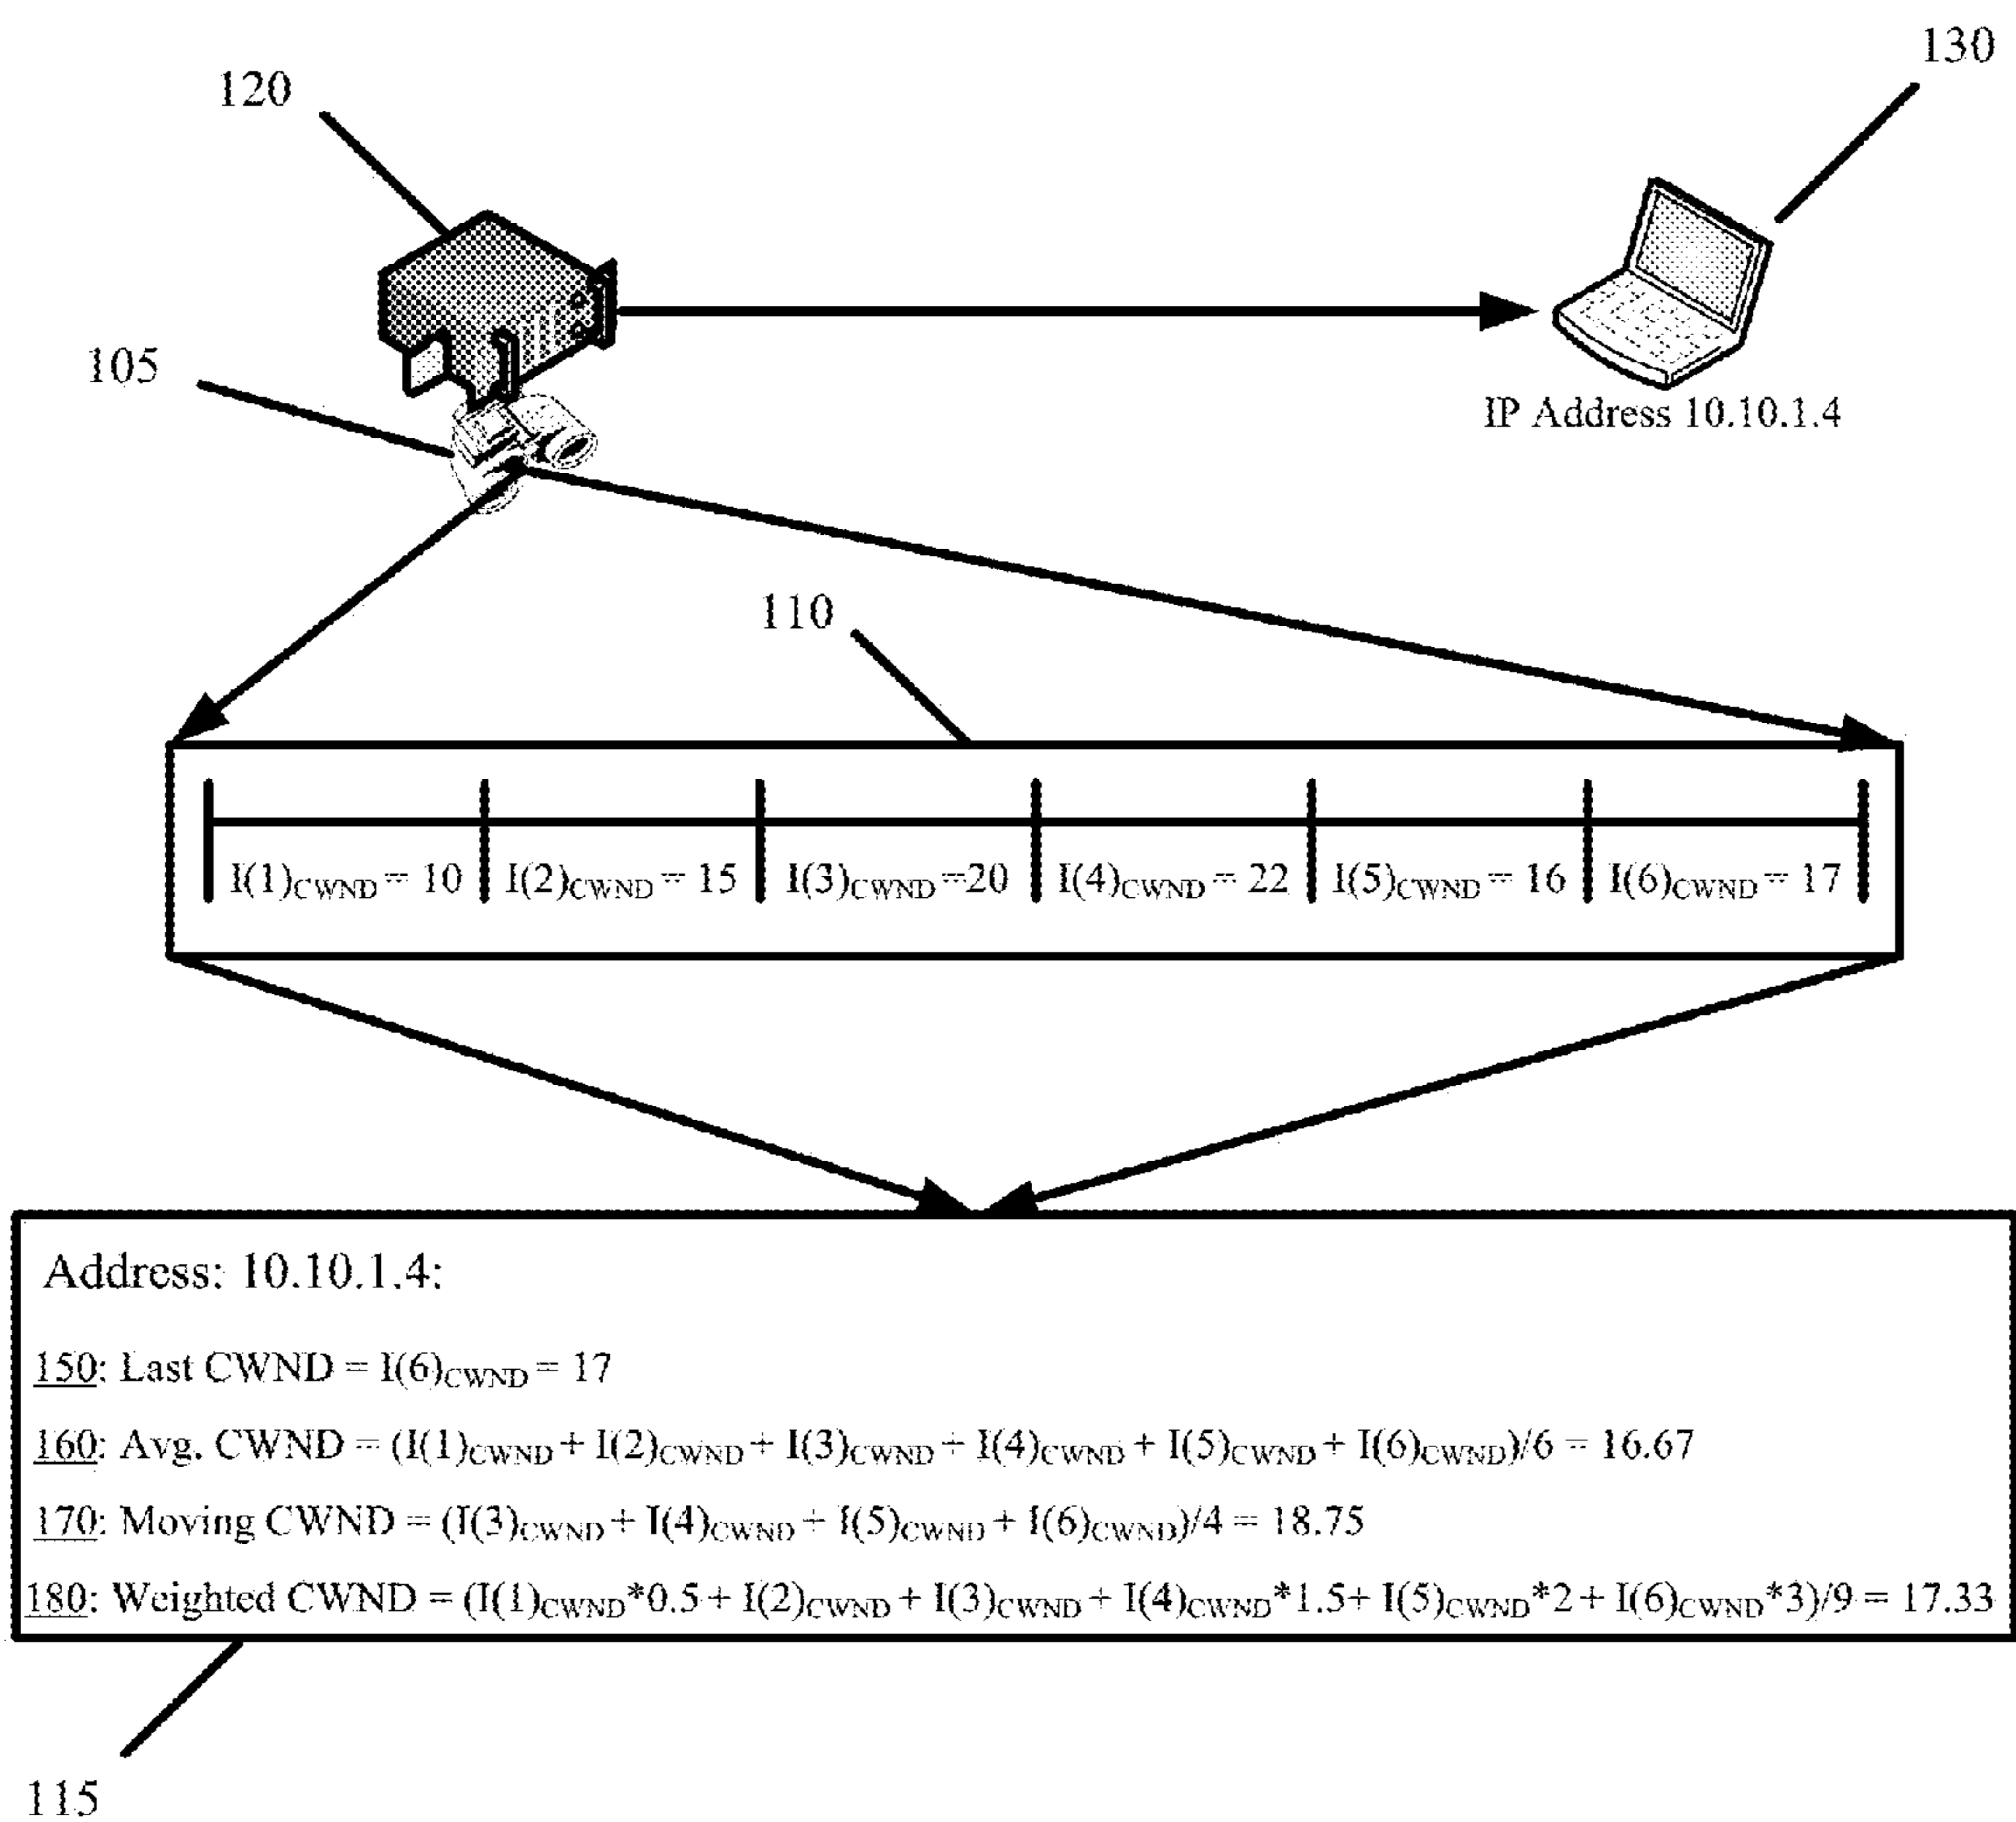 130
120
105
IP Address 10.10.1.4
110
I(1)CWND = 10 I(2)CWND = 15 I(3)CWND =20 I(4)CWND = 22 I(5)CWND = 16 I(6)CWND = 17
Address: 10.10.1.4:
150: Last CWND = I(6)CWND = 17
160: Avg. CWND = (I(1)CWND + I(2)CWND + I(3)CWND + I(4)CWND + I(5)CWND + I(6)CWND)/6 = 16.67
170: Moving CWND = (I(3)CWND + I(4)CWND + I(5)CWND + I(6)CWND)/4 = 18.75
180: Weighted CWND = (I(1)CWND*0.5 + I(2)CWND + I(3)CWND + I(4)CWND*1.5+ I(5)CWND*2 + I(6)CWND*3)/9 = 17.33
115